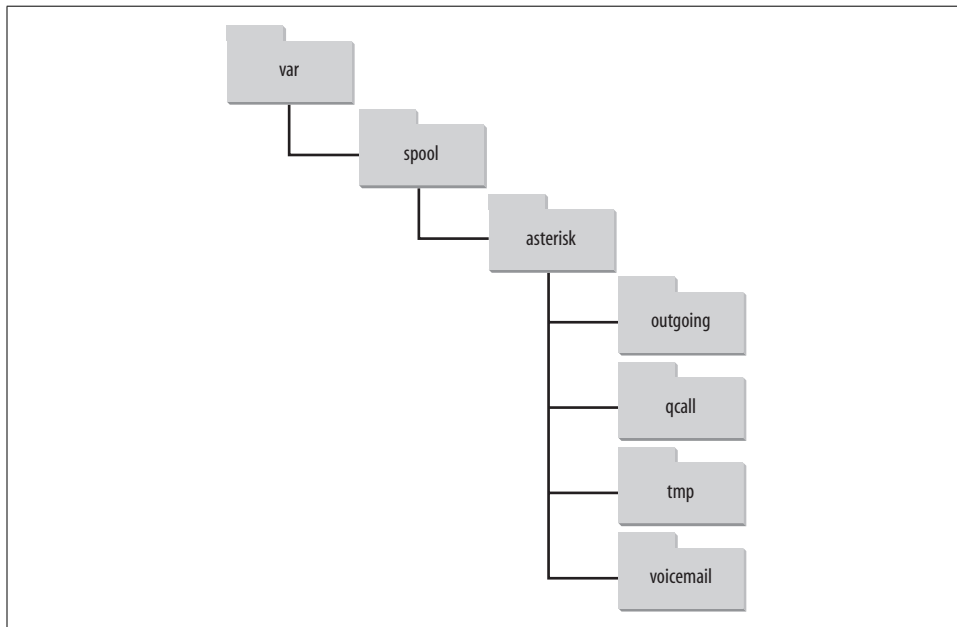 var
spool
asterisk
outgoing
qcall
tmp
voicemail